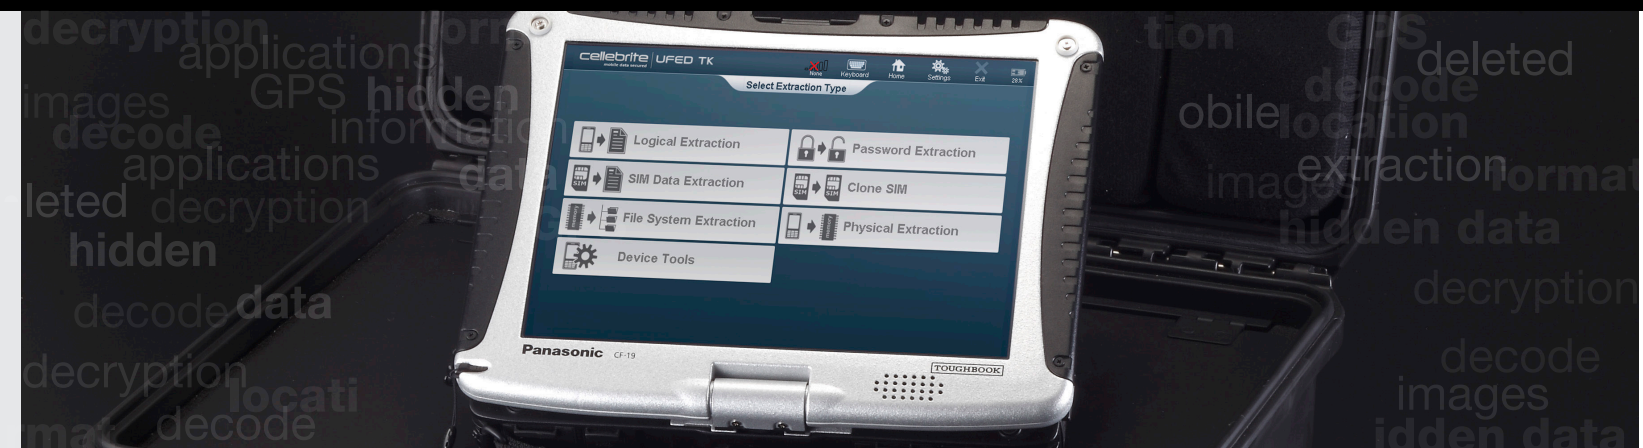 decryption
applications
GPS
hidden
images
decode
information
applications
data
leted
decryption
hidden
decode
data
decryption
locati
decode
cellebrite UFED TK
mobile data secured
None
Keyboard
Home
Settings
Exit
Select Extraction Type
Logical Extraction
Password Extraction
SIM Data Extraction
Clone SIM
File System Extraction
Physical Extraction
Device Tools
Panasonic CF-19
TOUGHBOOK
tion
GPS
deleted
decode
obile
location
extraction
images
format
hidden data
decryption
decode
images
idden data